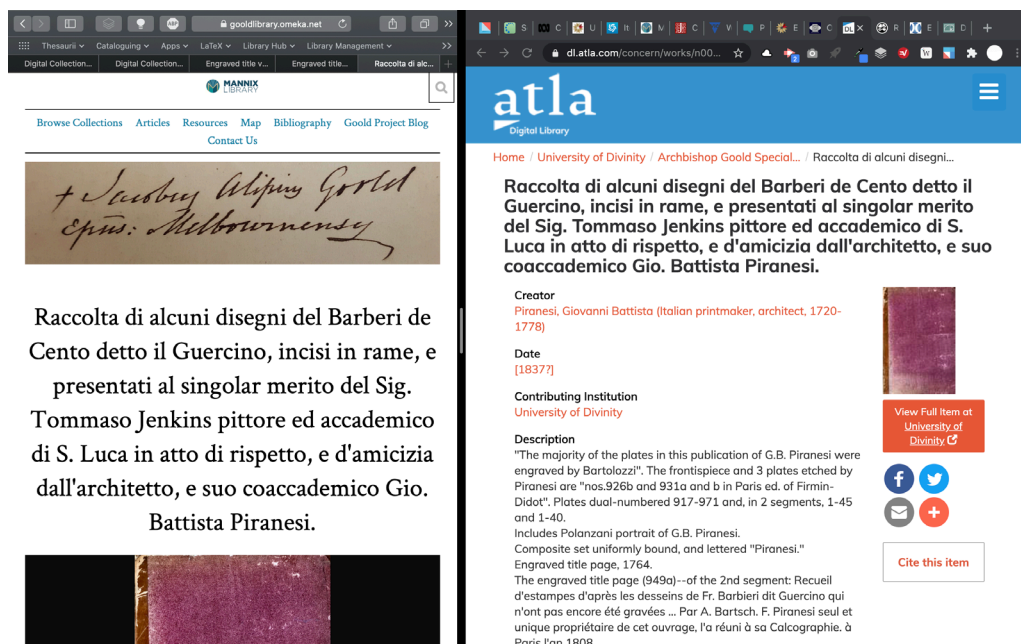 gooldlibrary.omeka.net
Thesaurii Cataloguing Apps LaTeX Library Hub Library Management
Digital Collection... Digital Collection... Engraved title v... Engraved title... Raccolta di alc...
MANNIX
LIBRARY
Browse Collections Articles Resources Map Bibliography Goold Project Blog
Contact Us
+ Jacobus Alipius Goold
Epūs: Melbournensis
Raccolta di alcuni disegni del Barberi de
Cento detto il Guercino, incisi in rame, e
presentati al singolar merito del Sig.
Tommaso Jenkins pittore ed accademico
di S. Luca in atto di rispetto, e d'amicizia
dall'architetto, e suo coaccademico Gio.
Battista Piranesi.
dl.atla.com/concern/works/n00...
atla
Digital Library
Home / University of Divinity / Archbishop Goold Special... / Raccolta di alcuni disegni...
Raccolta di alcuni disegni del Barberi de Cento detto il
Guercino, incisi in rame, e presentati al singolar merito
del Sig. Tommaso Jenkins pittore ed accademico di S.
Luca in atto di rispetto, e d'amicizia dall'architetto, e suo
coaccademico Gio. Battista Piranesi.
Creator
Piranesi, Giovanni Battista (Italian printmaker, architect, 1720-
1778)
Date
[1837?]
Contributing Institution
University of Divinity
Description
"The majority of the plates in this publication of G.B. Piranesi were
engraved by Bartolozzi". The frontispiece and 3 plates etched by
Piranesi are "nos.926b and 931a and b in Paris ed. of Firmin-
Didot". Plates dual-numbered 917-971 and, in 2 segments, 1-45
and 1-40.
Includes Polanzani portrait of G.B. Piranesi.
Composite set uniformly bound, and lettered "Piranesi."
Engraved title page, 1764.
The engraved title page (949a)--of the 2nd segment: Recueil
d'estampes d'après les desseins de Fr. Barbieri dit Guercino qui
n'ont pas encore été gravées ... Par A. Bartsch. F. Piranesi seul et
unique propriétaire de cet ouvrage, l'a réuni à sa Calcographie. à
Paris l'an 1808
View Full Item at
University of
Divinity
Cite this item